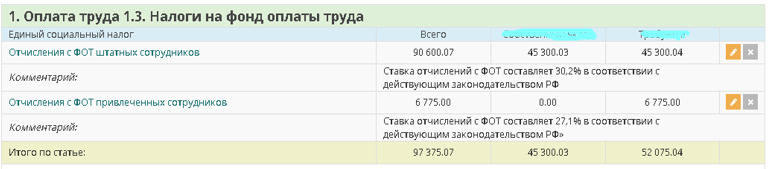 1. Оплата труда 1.3. Налоги на фонд оплаты труда
Единый социальный налог Всего
Отчисления с ФОТ штатных сотрудников 90 600.07 45 300.03 45 300.04
Комментарий: Ставка отчислений с ФОТ составляет 30,2% в соответствии с
действующим законодательством РФ
Отчисления с ФОТ привлеченных сотрудников 6 775.00 0.00 6 775.00
Комментарий: Ставка отчислений с ФОТ составляет 27,1% в соответствии с
действующим законодательством РФ»
Итого по статье: 97 375.07 45 300.03 52 075.04